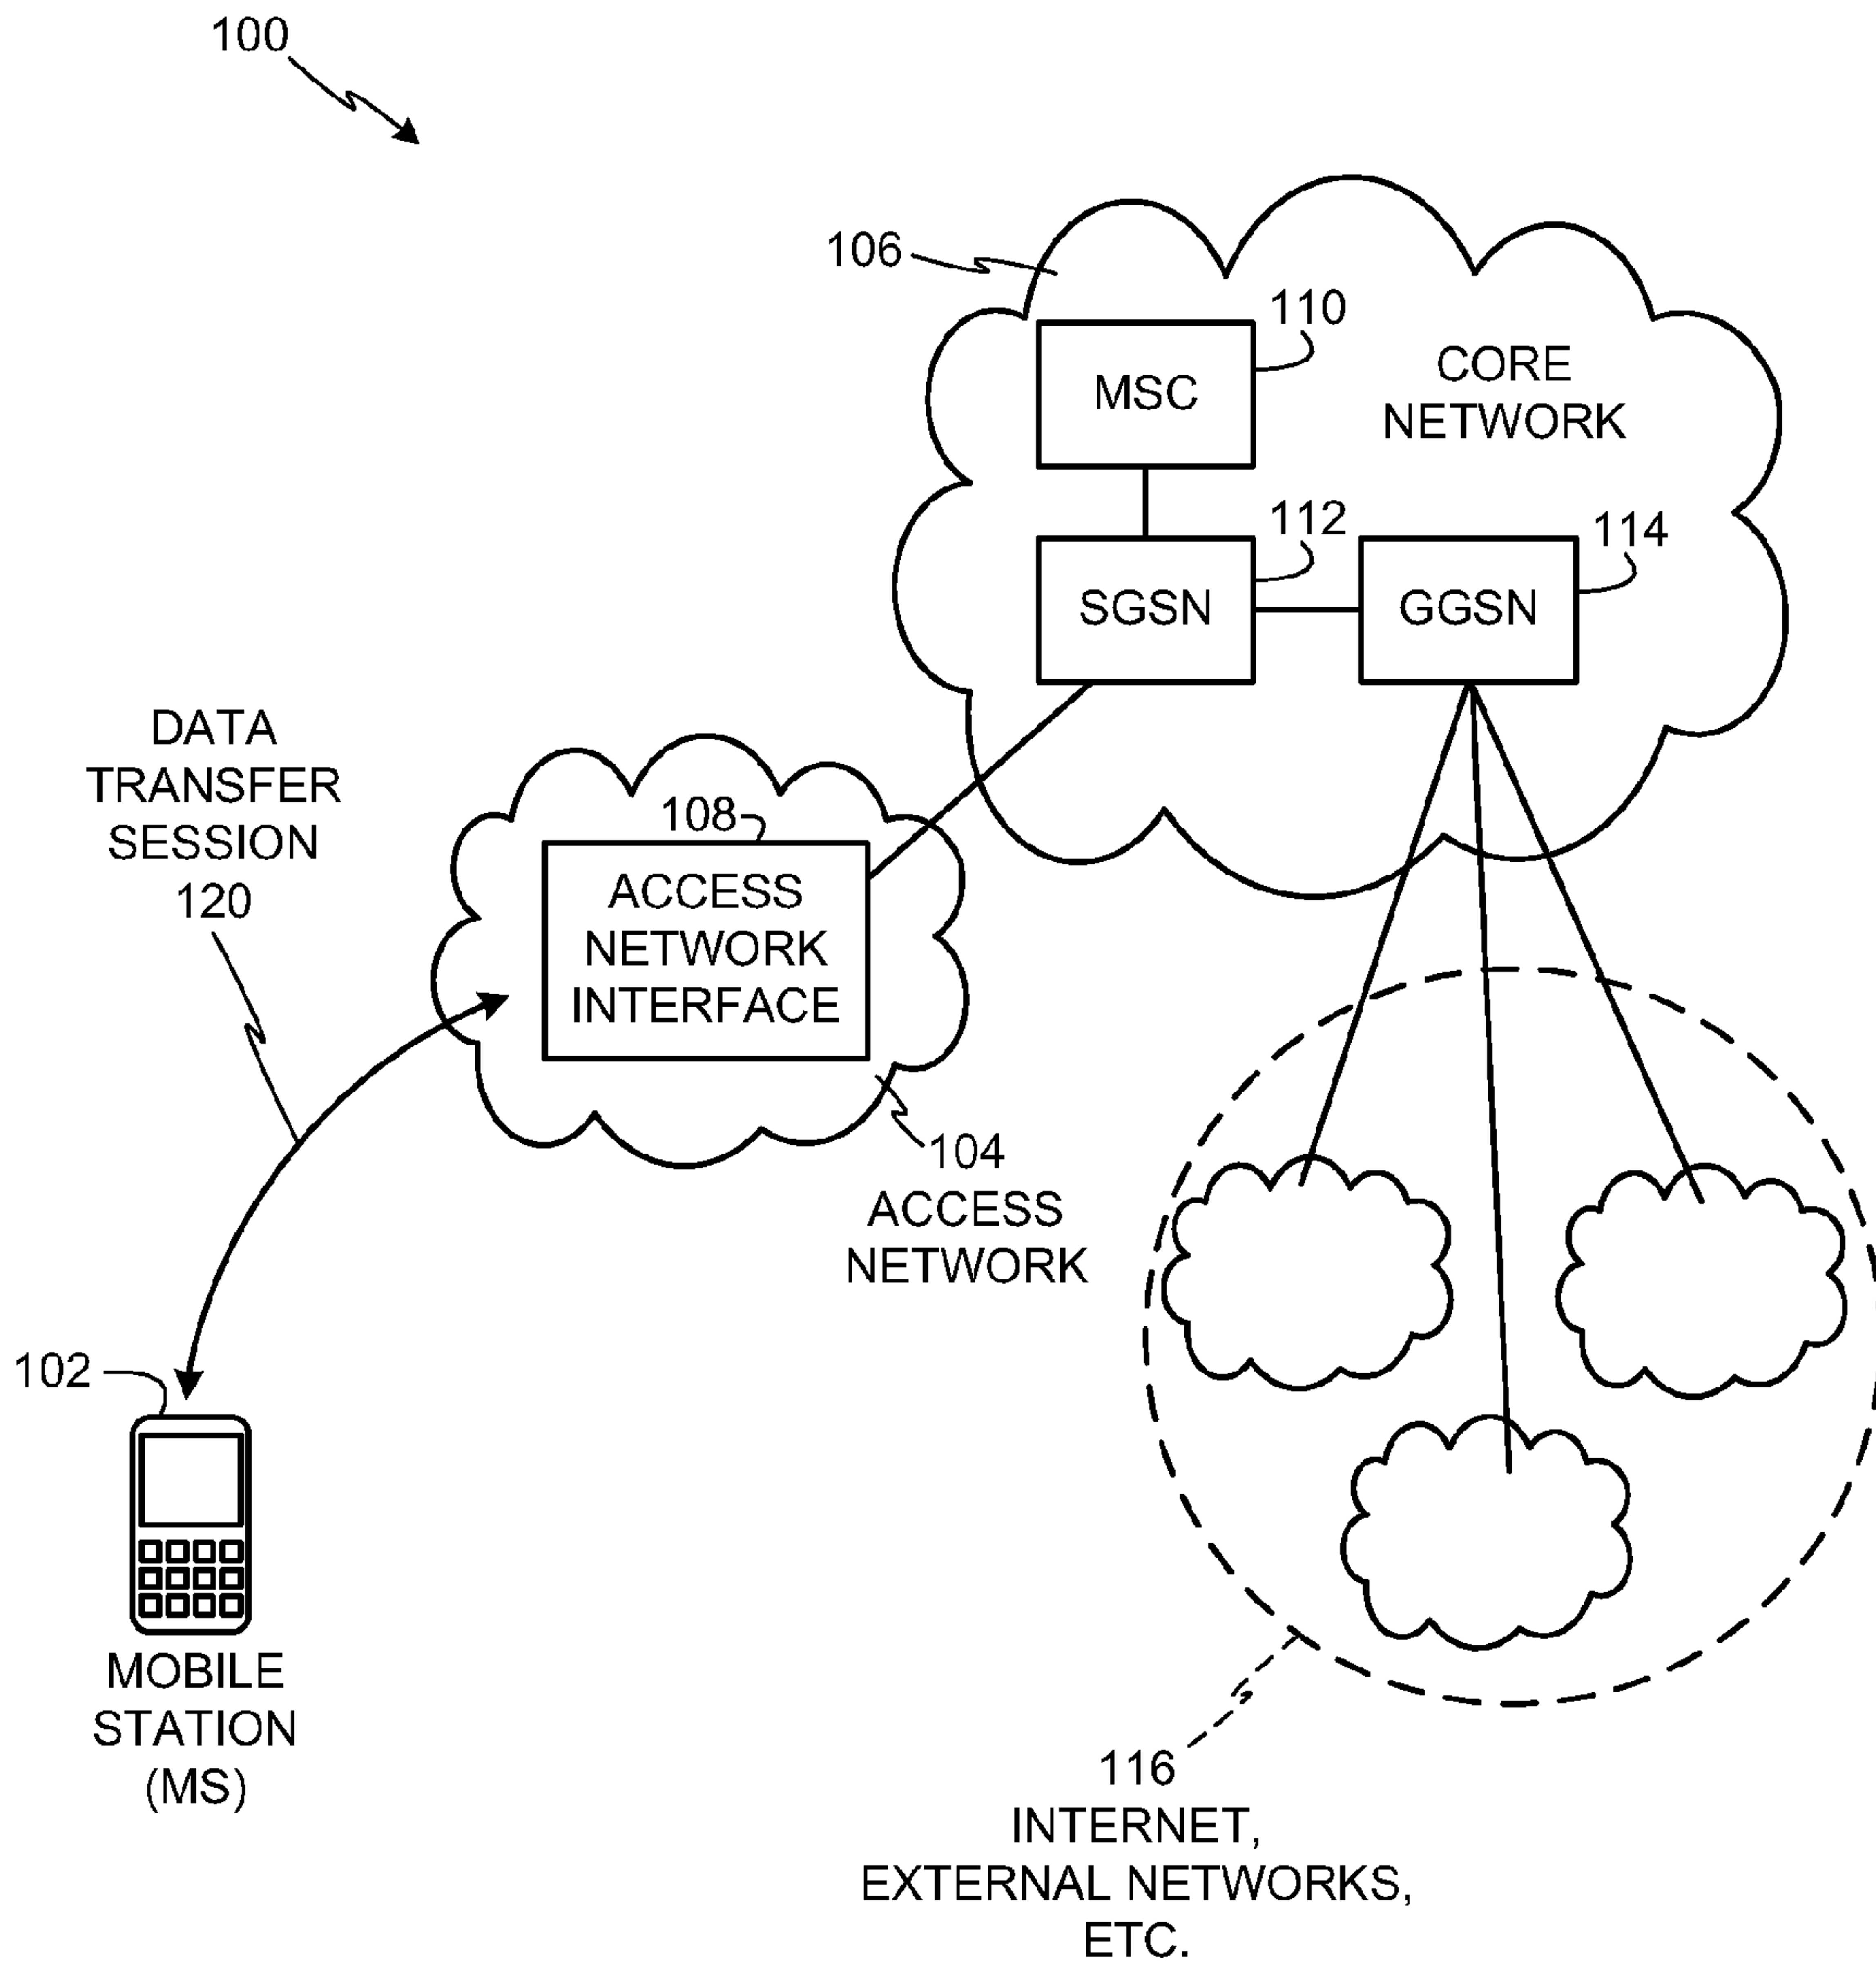 100
106
110
MSC
CORE
NETWORK
112
114
SGSN
GGSN
DATA
TRANSFER
SESSION
120
108
ACCESS
NETWORK
INTERFACE
104
ACCESS
NETWORK
102
MOBILE
STATION
(MS)
116
INTERNET,
EXTERNAL NETWORKS,
ETC.